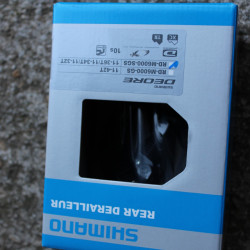 SHIMANO
REAR DERAILLEUR
SHIMANO
DEORE
RD-M6000-GS 11-42T
RD-M6000-SGS 11-36T/11-34T/11-32T
10s